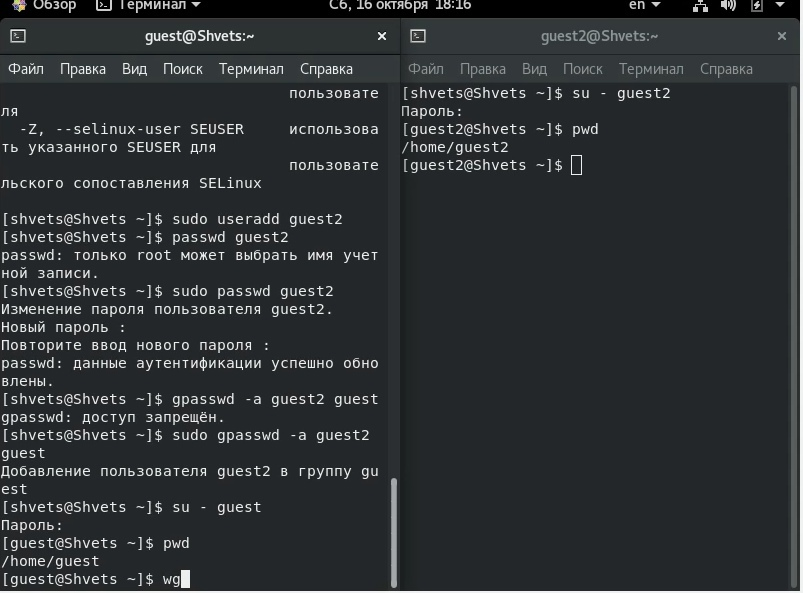 Обзор Терминал Сб, 16 октября 18:16 en
guest@Shvets:~
Файл Правка Вид Поиск Терминал Справка
пользовате
ля
-Z, --selinux-user SEUSER использова
ть указанного SEUSER для
пользовате
льского сопоставления SELinux
[shvets@Shvets ~]$ sudo useradd guest2
[shvets@Shvets ~]$ passwd guest2
passwd: только root может выбрать имя учет
ной записи.
[shvets@Shvets ~]$ sudo passwd guest2
Изменение пароля пользователя guest2.
Новый пароль :
Повторите ввод нового пароля :
passwd: данные аутентификации успешно обно
влены.
[shvets@Shvets ~]$ gpasswd -a guest2 guest
gpasswd: доступ запрещён.
[shvets@Shvets ~]$ sudo gpasswd -a guest2
guest
Добавление пользователя guest2 в группу gu
est
[shvets@Shvets ~]$ su - guest
Пароль:
[guest@Shvets ~]$ pwd
/home/guest
[guest@Shvets ~]$ wg
guest2@Shvets:~
Файл Правка Вид Поиск Терминал Справка
[shvets@Shvets ~]$ su - guest2
Пароль:
[guest2@Shvets ~]$ pwd
/home/guest2
[guest2@Shvets ~]$